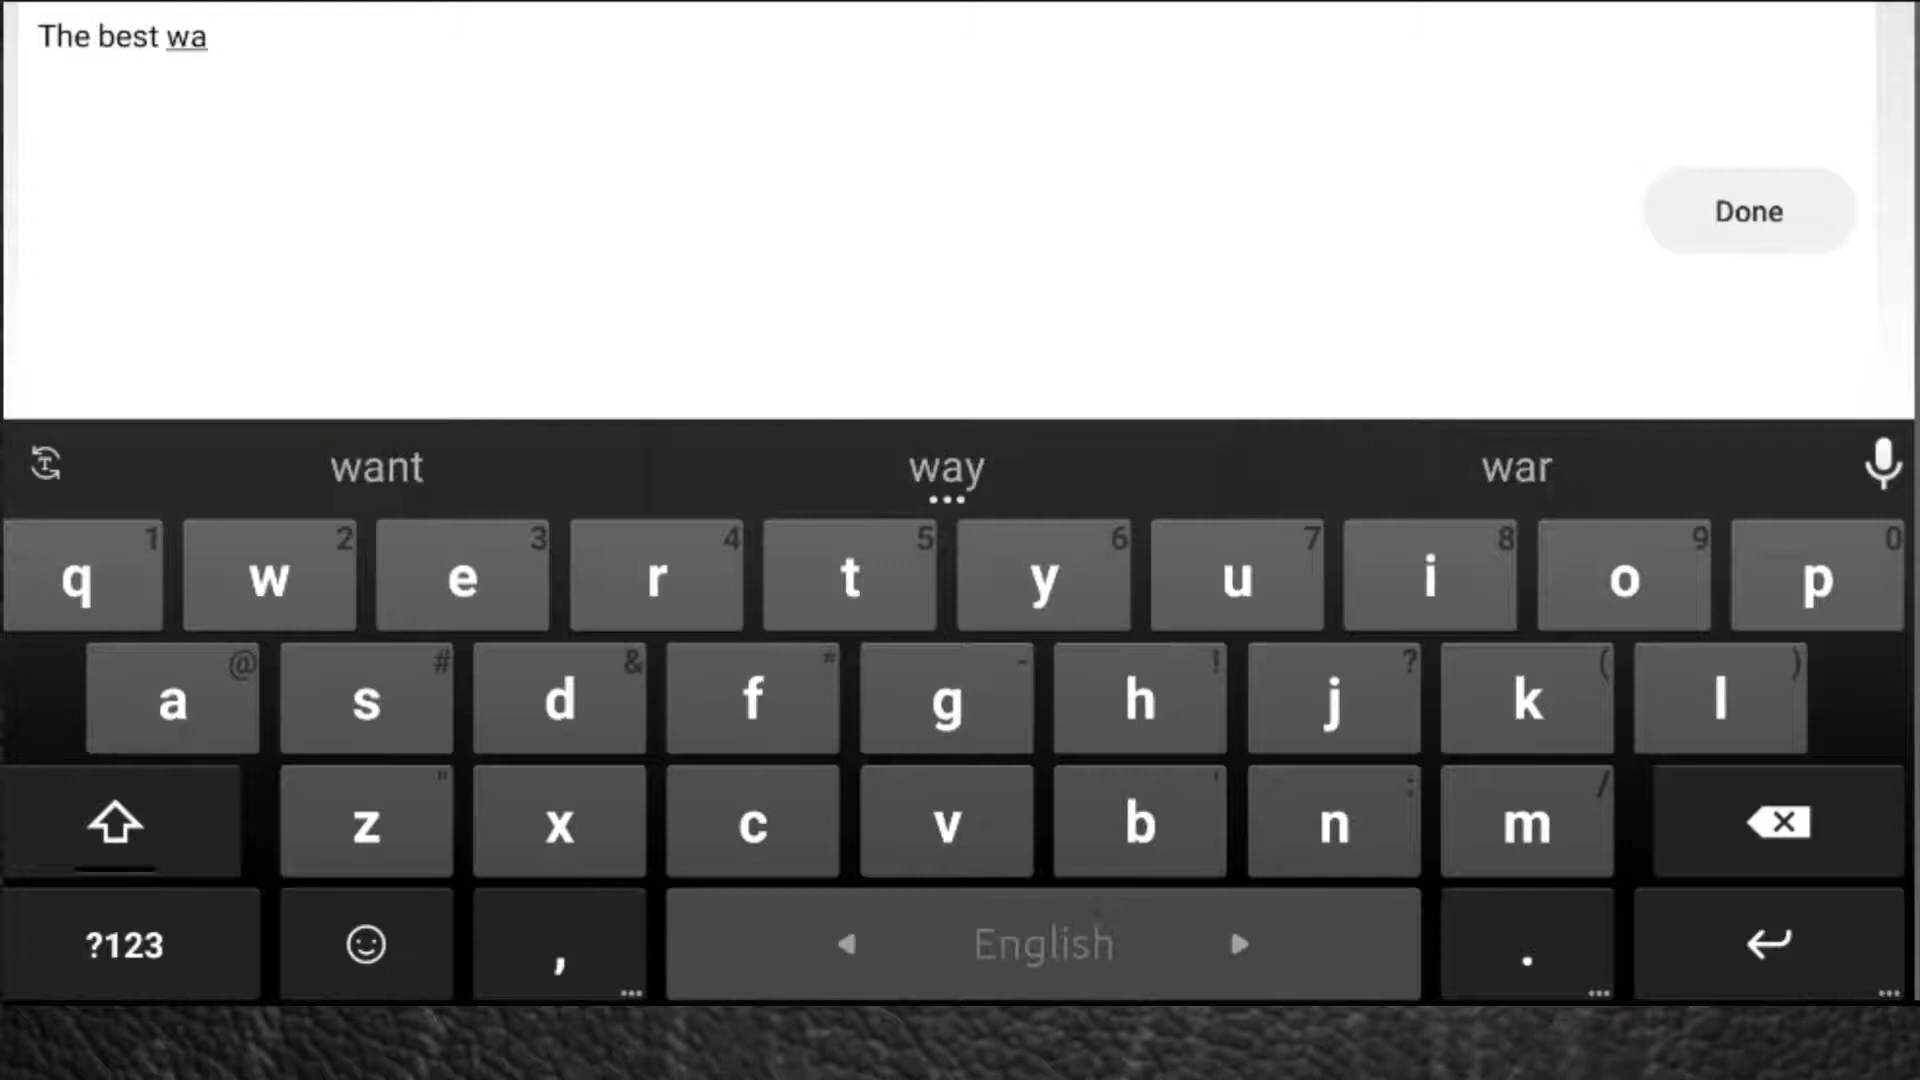 The best wa
Done
want way war
1 2 3 4 5 6 7 8 9 0
q w e r t y u i o p
@ # & * - ! ? ( )
a s d f g h j k l
" ' : /
z x c v b n m
?123 , English .